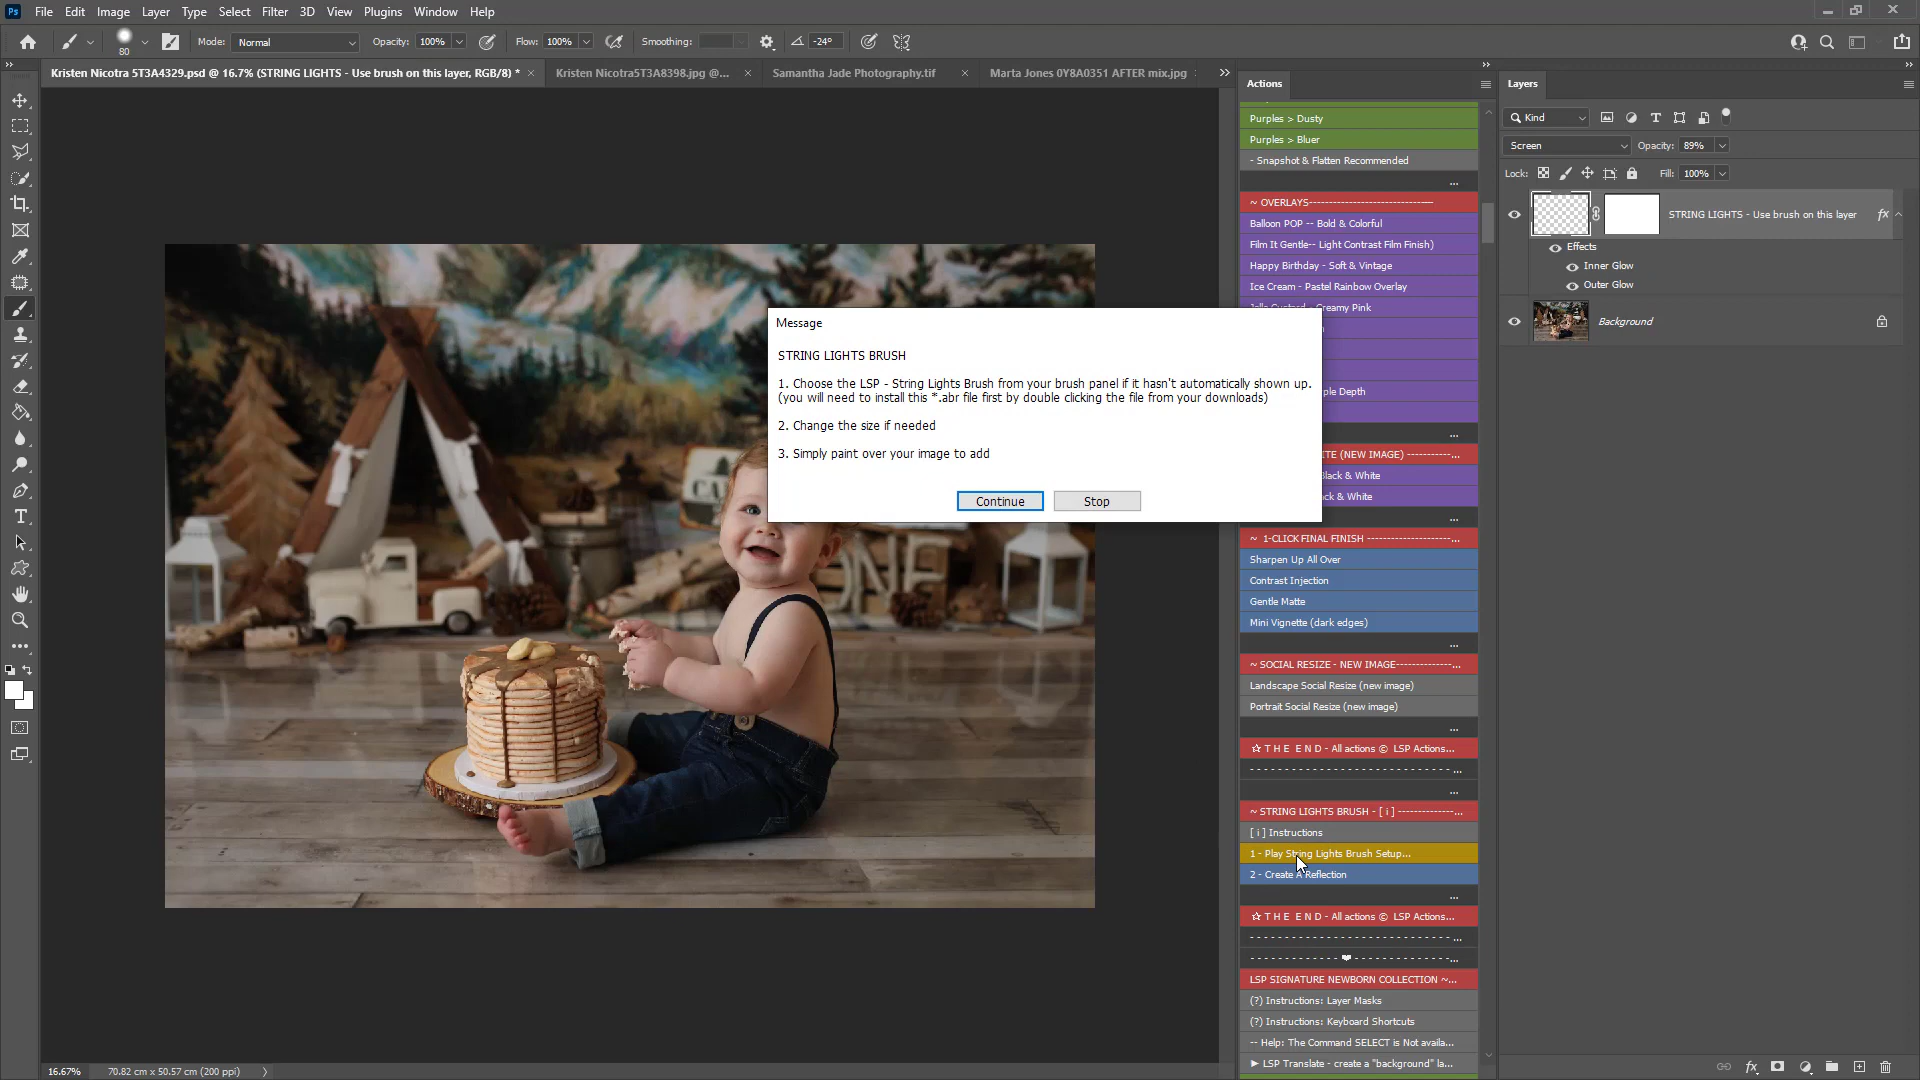 File Edit Image Layer Type Select Filter 3D View Plugins Window Help
80 Mode: Normal Opacity: 100% Flow: 100% Smoothing: -24°
Kristen Nicotra 5T3A4329.psd @ 16.7% (STRING LIGHTS - Use brush on this layer, RGB/8) * Kristen Nicotra5T3A8398.jpg @... Samantha Jade Photography.tif Marta Jones 0Y8A0351 AFTER mix.jpg
Actions
Purples > Dusty
Purples > Bluer
- Snapshot & Flatten Recommended
...
~ OVERLAYS------------------------------
Balloon POP -- Bold & Colorful
Film It Gentle-- Light Contrast Film Finish)
Happy Birthday - Soft & Vintage
Ice Cream - Pastel Rainbow Overlay
Creamy Pink
ple Depth
...
ITE (NEW IMAGE) -----------...
Black & White
ck & White
...
~ 1-CLICK FINAL FINISH ---------------------...
Sharpen Up All Over
Contrast Injection
Gentle Matte
Mini Vignette (dark edges)
...
~ SOCIAL RESIZE - NEW IMAGE--------------...
Landscape Social Resize (new image)
Portrait Social Resize (new image)
...
☆ T H E E N D - All actions © LSP Actions...
- - - - - - - - - - - - - - - - - - - - - - - - - - - - ...
...
~ STRING LIGHTS BRUSH - [ i ] --------------...
[ i ] Instructions
1 - Play String Lights Brush Setup...
2 - Create A Reflection
...
☆ T H E E N D - All actions © LSP Actions...
- - - - - - - - - - - - - - - - - - - - - - - - - - - - ...
- - - - - - - - - - - - ❤ - - - - - - - - - - - - -...
LSP SIGNATURE NEWBORN COLLECTION ~...
(?) Instructions: Layer Masks
(?) Instructions: Keyboard Shortcuts
-- Help: The Command SELECT is Not availa...
► LSP Translate - create a "background" la...
Message
STRING LIGHTS BRUSH
1. Choose the LSP - String Lights Brush from your brush panel if it hasn't automatically shown up.
(you will need to install this *.abr file first by double clicking the file from your downloads)
2. Change the size if needed
3. Simply paint over your image to add
Continue Stop
ONE
Layers
Kind
Screen Opacity: 89%
Lock: Fill: 100%
STRING LIGHTS - Use brush on this layer fx
Effects
Inner Glow
Outer Glow
Background
16.67% 70.82 cm x 50.57 cm (200 ppi)